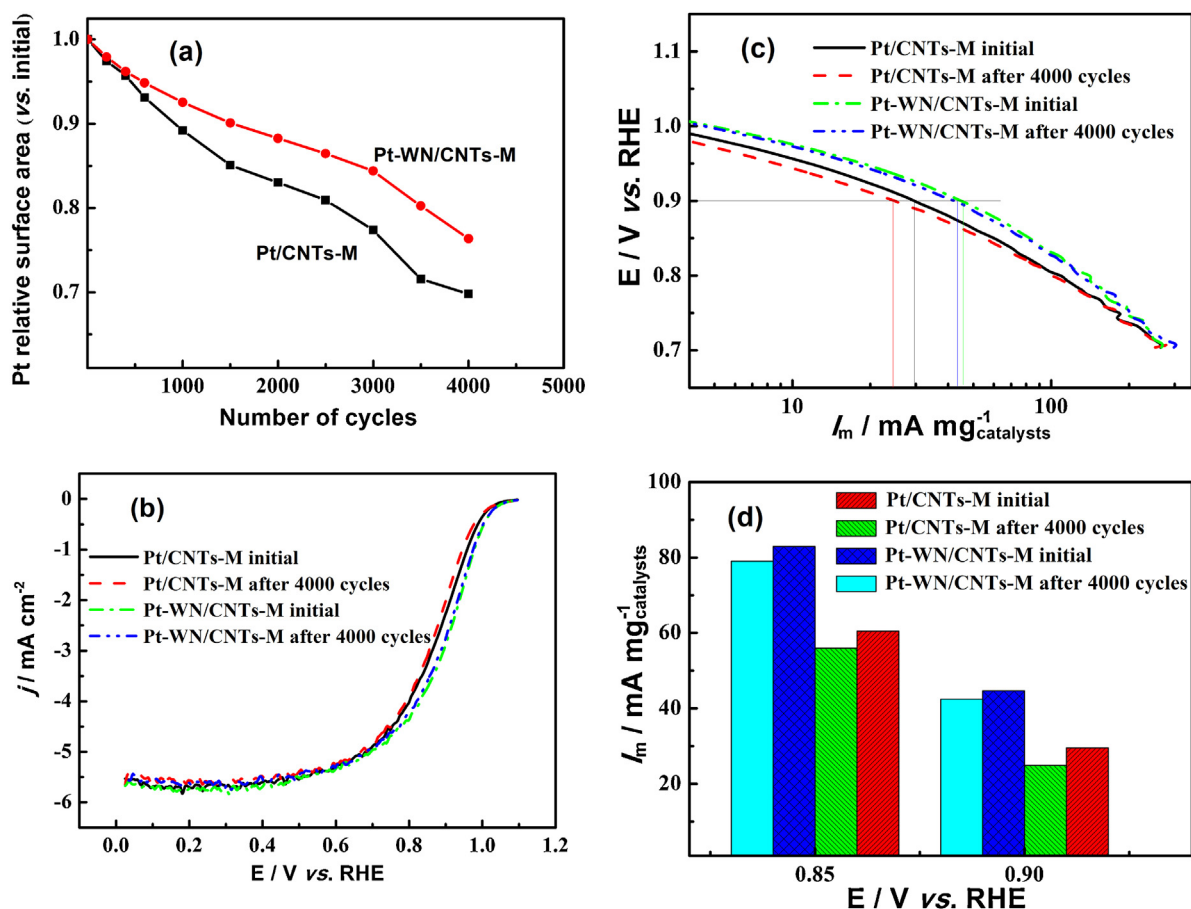 (a)
Pt relative surface area (vs. initial)
1.0
0.9
0.8
0.7
Pt-WN/CNTs-M
Pt/CNTs-M
1000 2000 3000 4000 5000
Number of cycles
(c)
Pt/CNTs-M initial
Pt/CNTs-M after 4000 cycles
Pt-WN/CNTs-M initial
Pt-WN/CNTs-M after 4000 cycles
E / V vs. RHE
1.1
1.0
0.9
0.8
0.7
10 100
Im / mA mg-1catalysts
(b)
Pt/CNTs-M initial
Pt/CNTs-M after 4000 cycles
Pt-WN/CNTs-M initial
Pt-WN/CNTs-M after 4000 cycles
j / mA cm-2
0
-1
-2
-3
-4
-5
-6
0.0 0.2 0.4 0.6 0.8 1.0 1.2
E / V vs. RHE
(d)
Pt/CNTs-M initial
Pt/CNTs-M after 4000 cycles
Pt-WN/CNTs-M initial
Pt-WN/CNTs-M after 4000 cycles
Im / mA mg-1catalysts
100
80
60
40
20
0.85 0.90
E / V vs. RHE